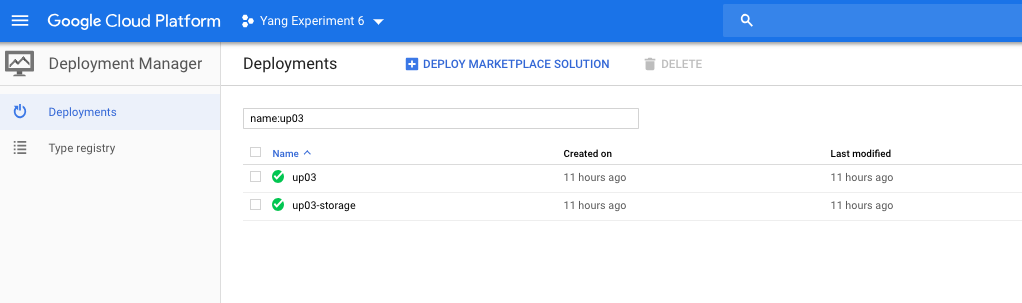 Google Cloud Platform Yang Experiment 6
Deployment Manager Deployments DEPLOY MARKETPLACE SOLUTION DELETE
Deployments
Type registry
name:up03
Name Created on Last modified
up03 11 hours ago 11 hours ago
up03-storage 11 hours ago 11 hours ago